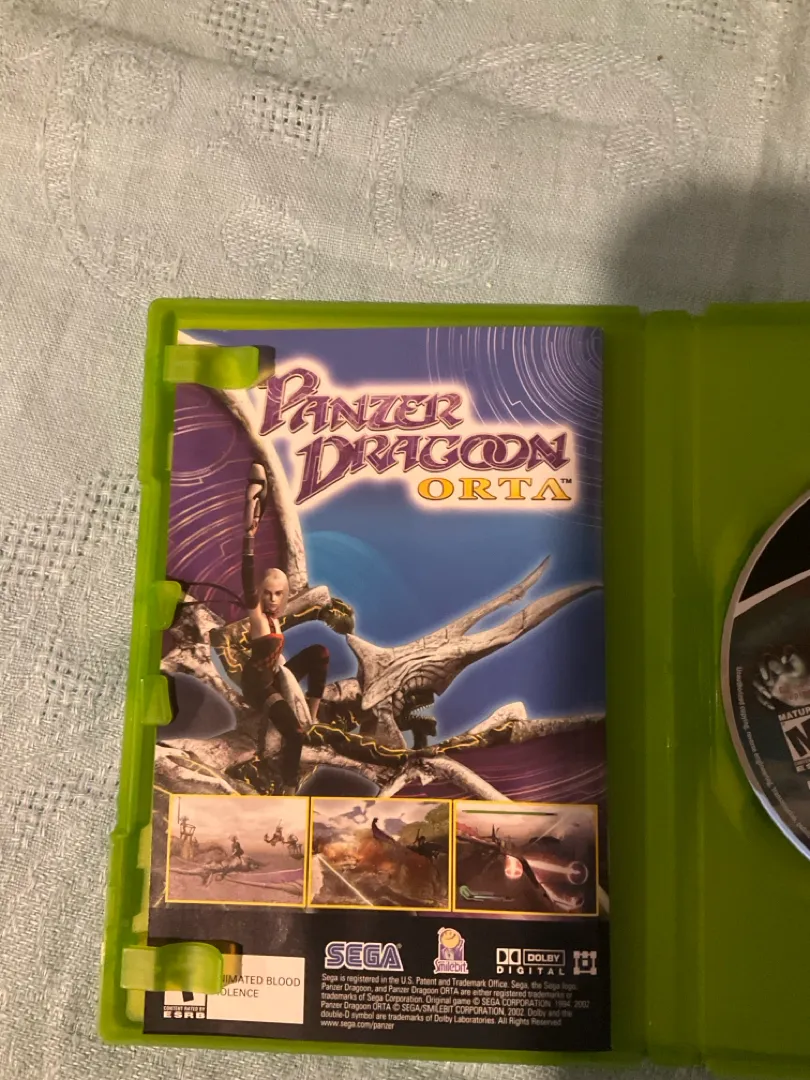 PANZER
DRAGOON
ORTA™
SEGA®
Smilebit
DOLBY
DIGITAL
ANIMATED BLOOD
VIOLENCE
CONTENT RATED BY
ESRB
Sega is registered in the U.S. Patent and Trademark Office. Sega, the Sega logo,
Panzer Dragoon, and Panzer Dragoon ORTA are either registered trademarks or
trademarks of Sega Corporation. Original game © SEGA CORPORATION, 1994, 2002.
Panzer Dragoon ORTA © SEGA/SMILEBIT CORPORATION, 2002. Dolby and the
double-D symbol are trademarks of Dolby Laboratories. All Rights Reserved.
www.sega.com/panzer
MATUR